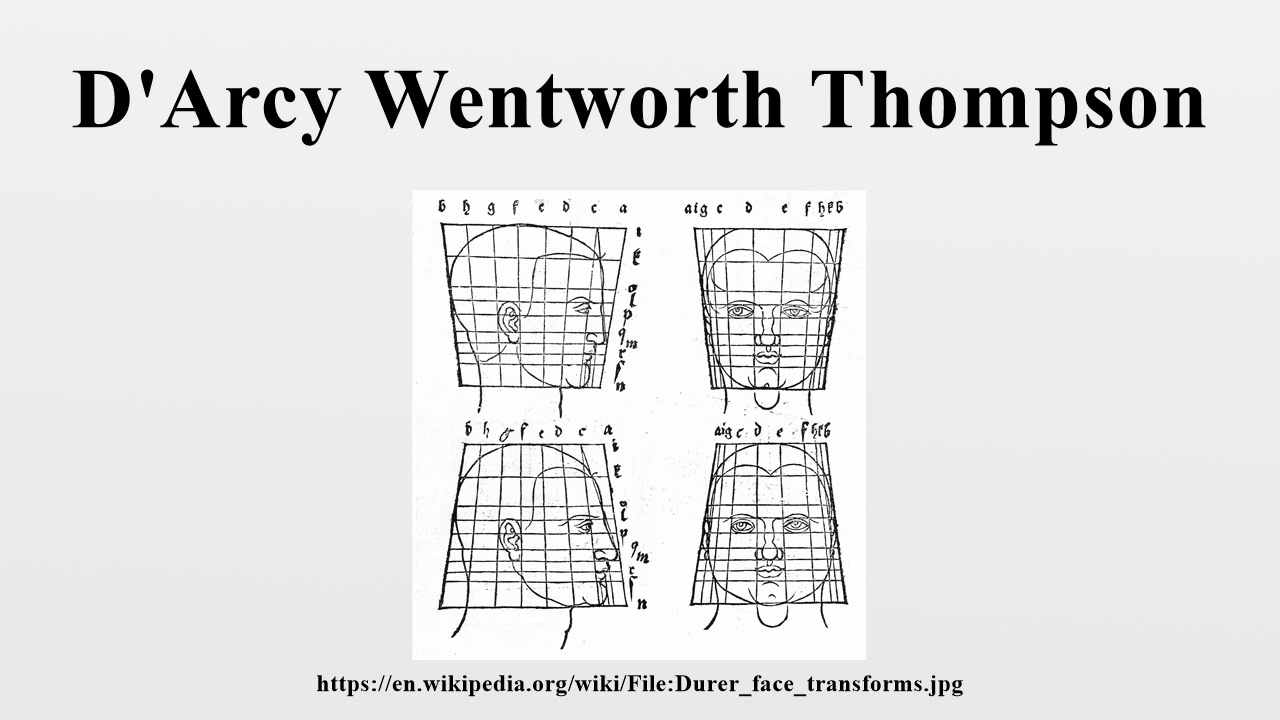 D'Arcy Wentworth Thompson
b h g f e d c a
a i g c d e f h k b
i
k
o
l
p
q
m
r
ſ
n
b h g f e d c a
a i g c d e f h k b
i
k
o
l
p
q
m
r
ſ
n
https://en.wikipedia.org/wiki/File:Durer_face_transforms.jpg